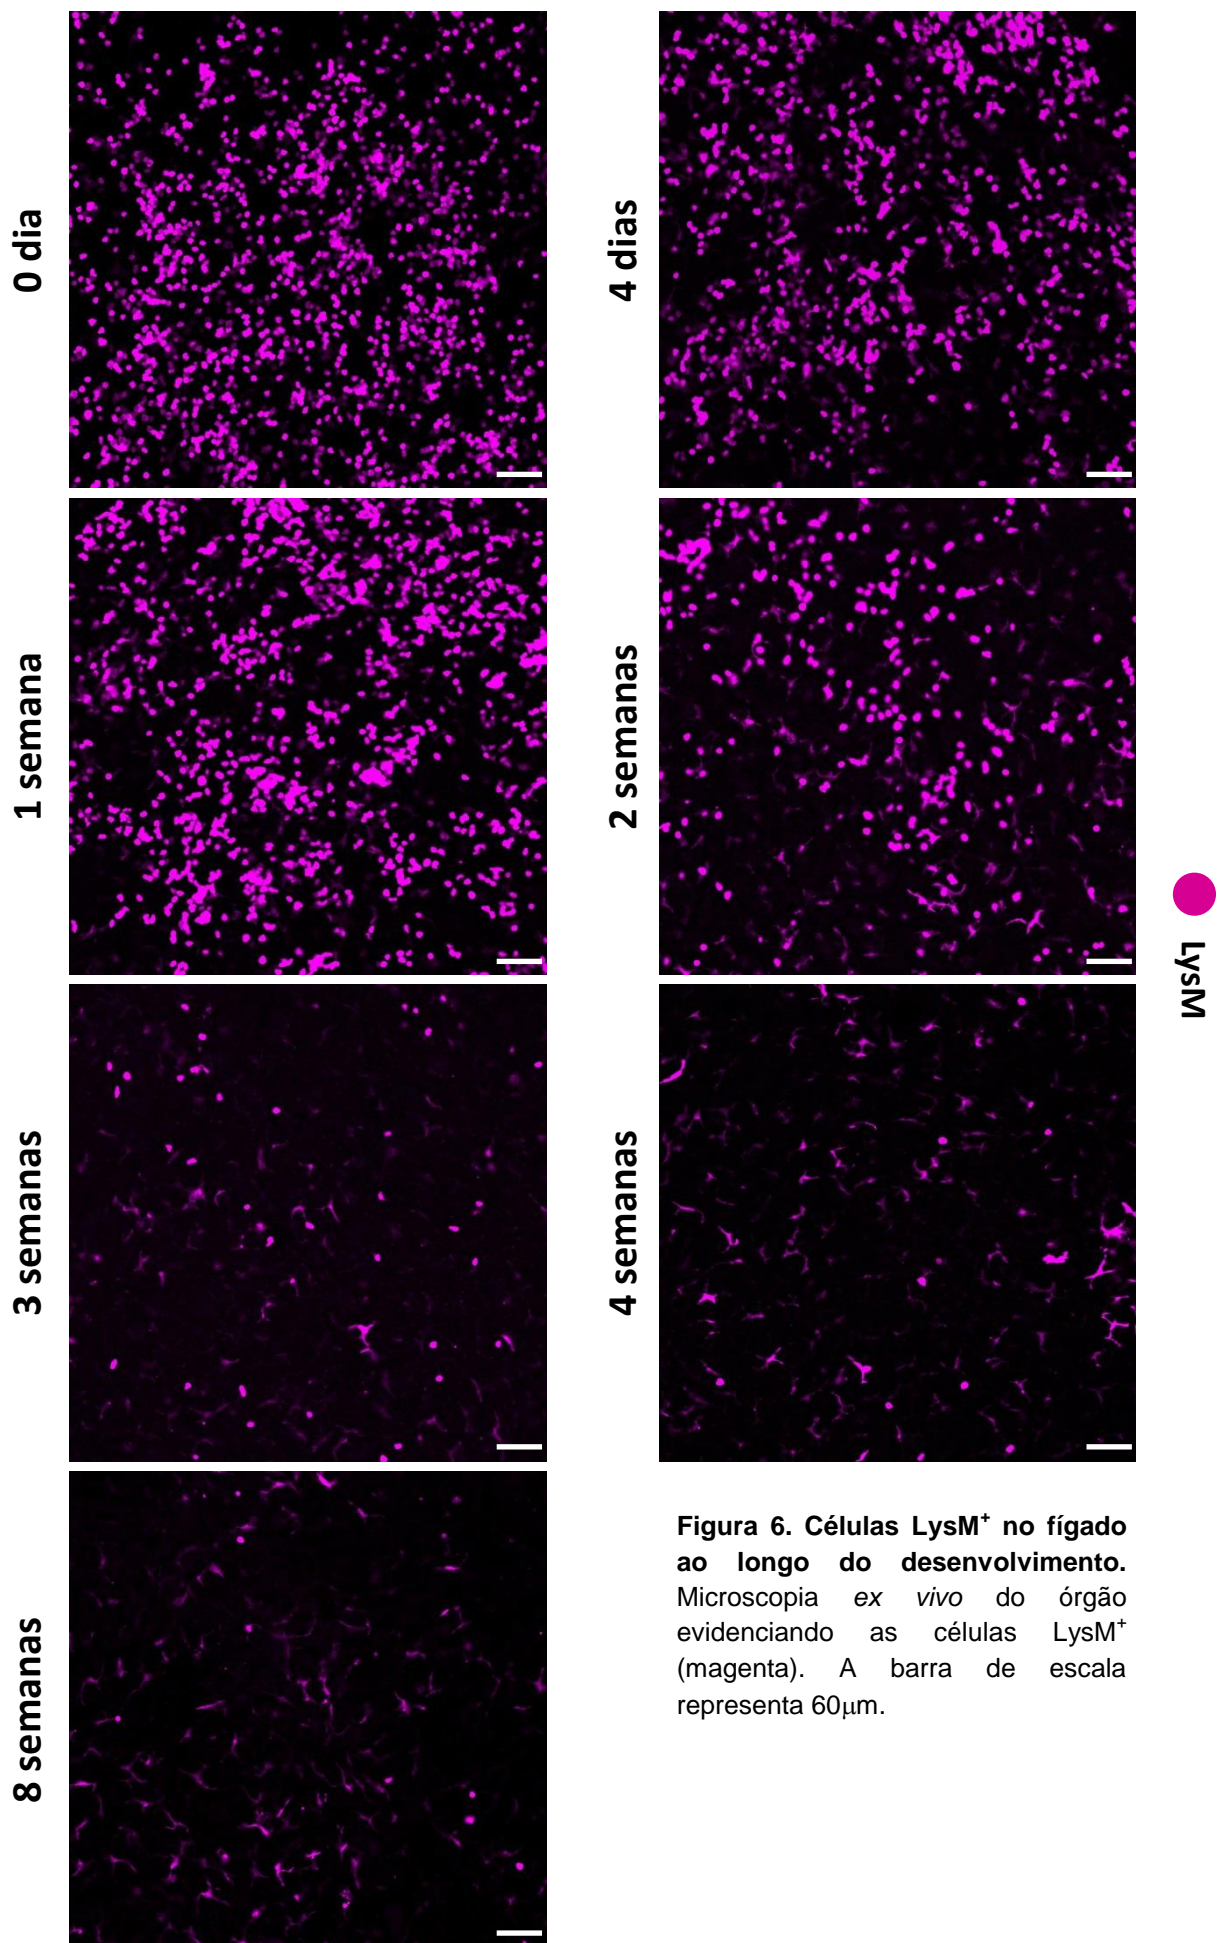 0 dia
4 dias
1 semana
2 semanas
LysM
3 semanas
4 semanas
8 semanas
Figura 6. Células LysM⁺ no fígado
ao longo do desenvolvimento.
Microscopia ex vivo do órgão
evidenciando as células LysM⁺
(magenta). A barra de escala
representa 60μm.